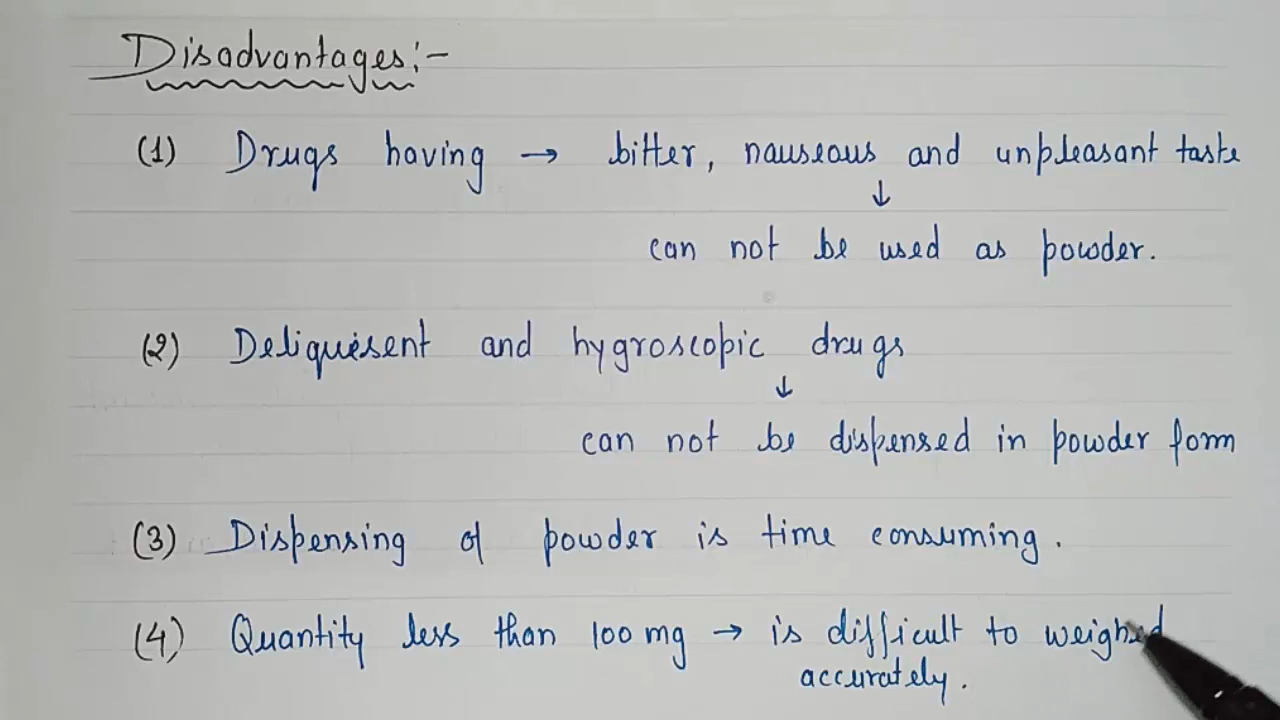 Disadvantages:-
(1) Drugs having → bitter, nauseous and unpleasant taste
↓
can not be used as powder.
(2) Deliquesent and hygroscopic drugs
↓
can not be dispensed in powder form
(3) Dispensing of powder is time consuming.
(4) Quantity less than 100 mg → is difficult to weighed
accurately.